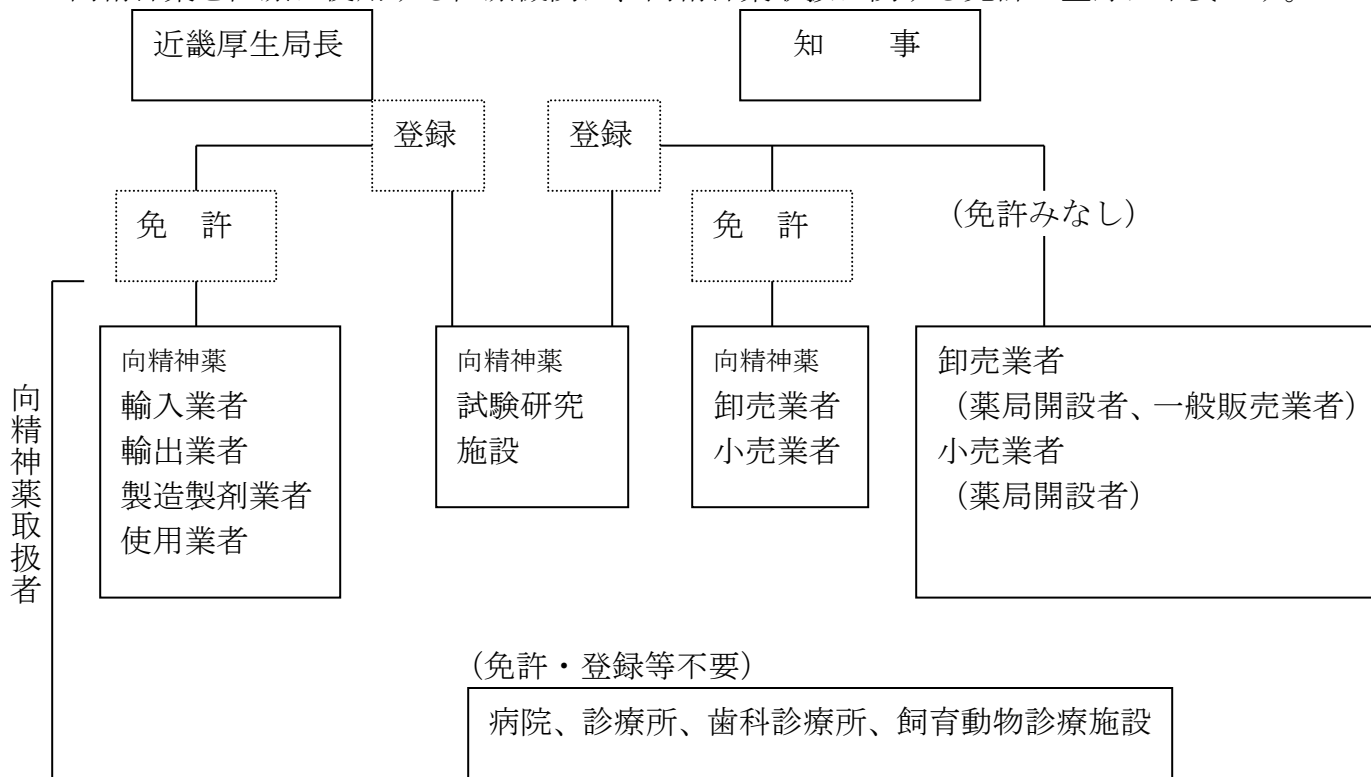 近畿厚生局長
知　　事
登録
登録
免　許
免　許
（免許みなし）
向精神薬取扱者
向精神薬
輸入業者
輸出業者
製造製剤業者
使用業者
向精神薬
試験研究
施設
向精神薬
卸売業者
小売業者
卸売業者
（薬局開設者、一般販売業者）
小売業者
（薬局開設者）
（免許・登録等不要）
病院、診療所、歯科診療所、飼育動物診療施設